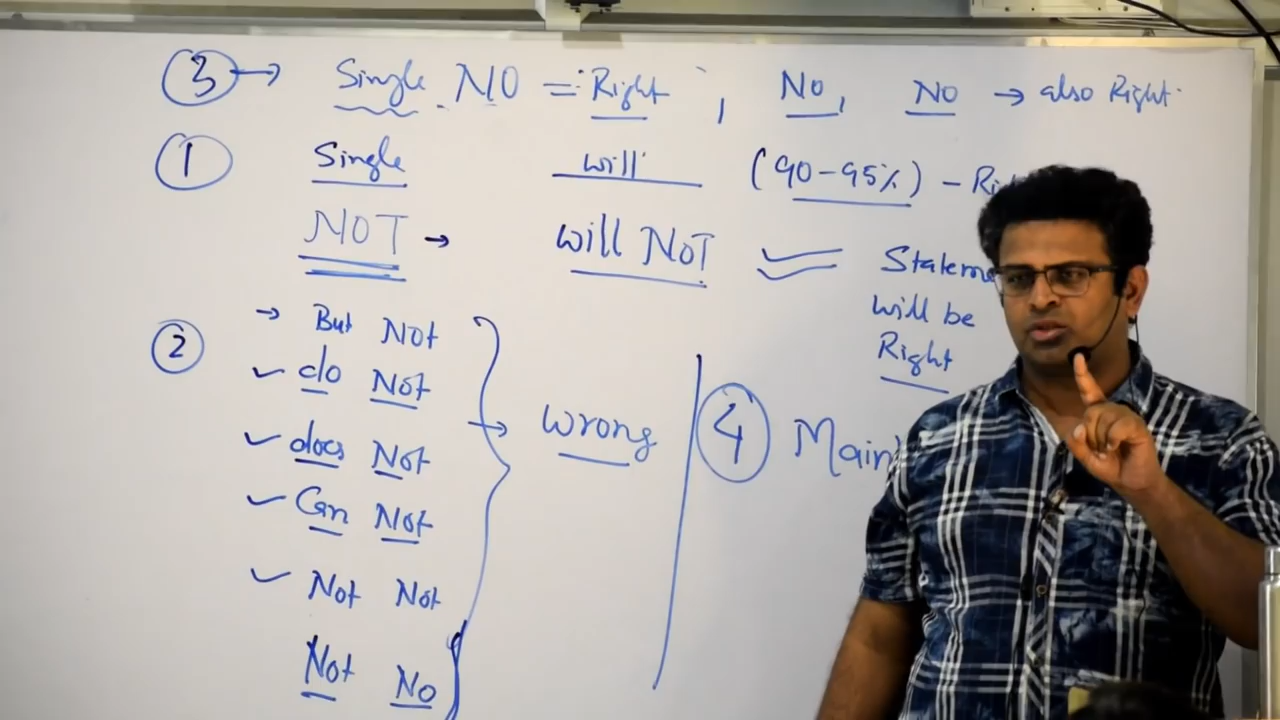 3 → Single NO = Right, No, No → also Right
1 Single will (90-95%) - Ri
NOT → will NOT Stateme
will be
Right
2 → But Not
✓ do Not
✓ does Not
✓ Can Not → wrong
✓ Not Not
Not No
4 Main